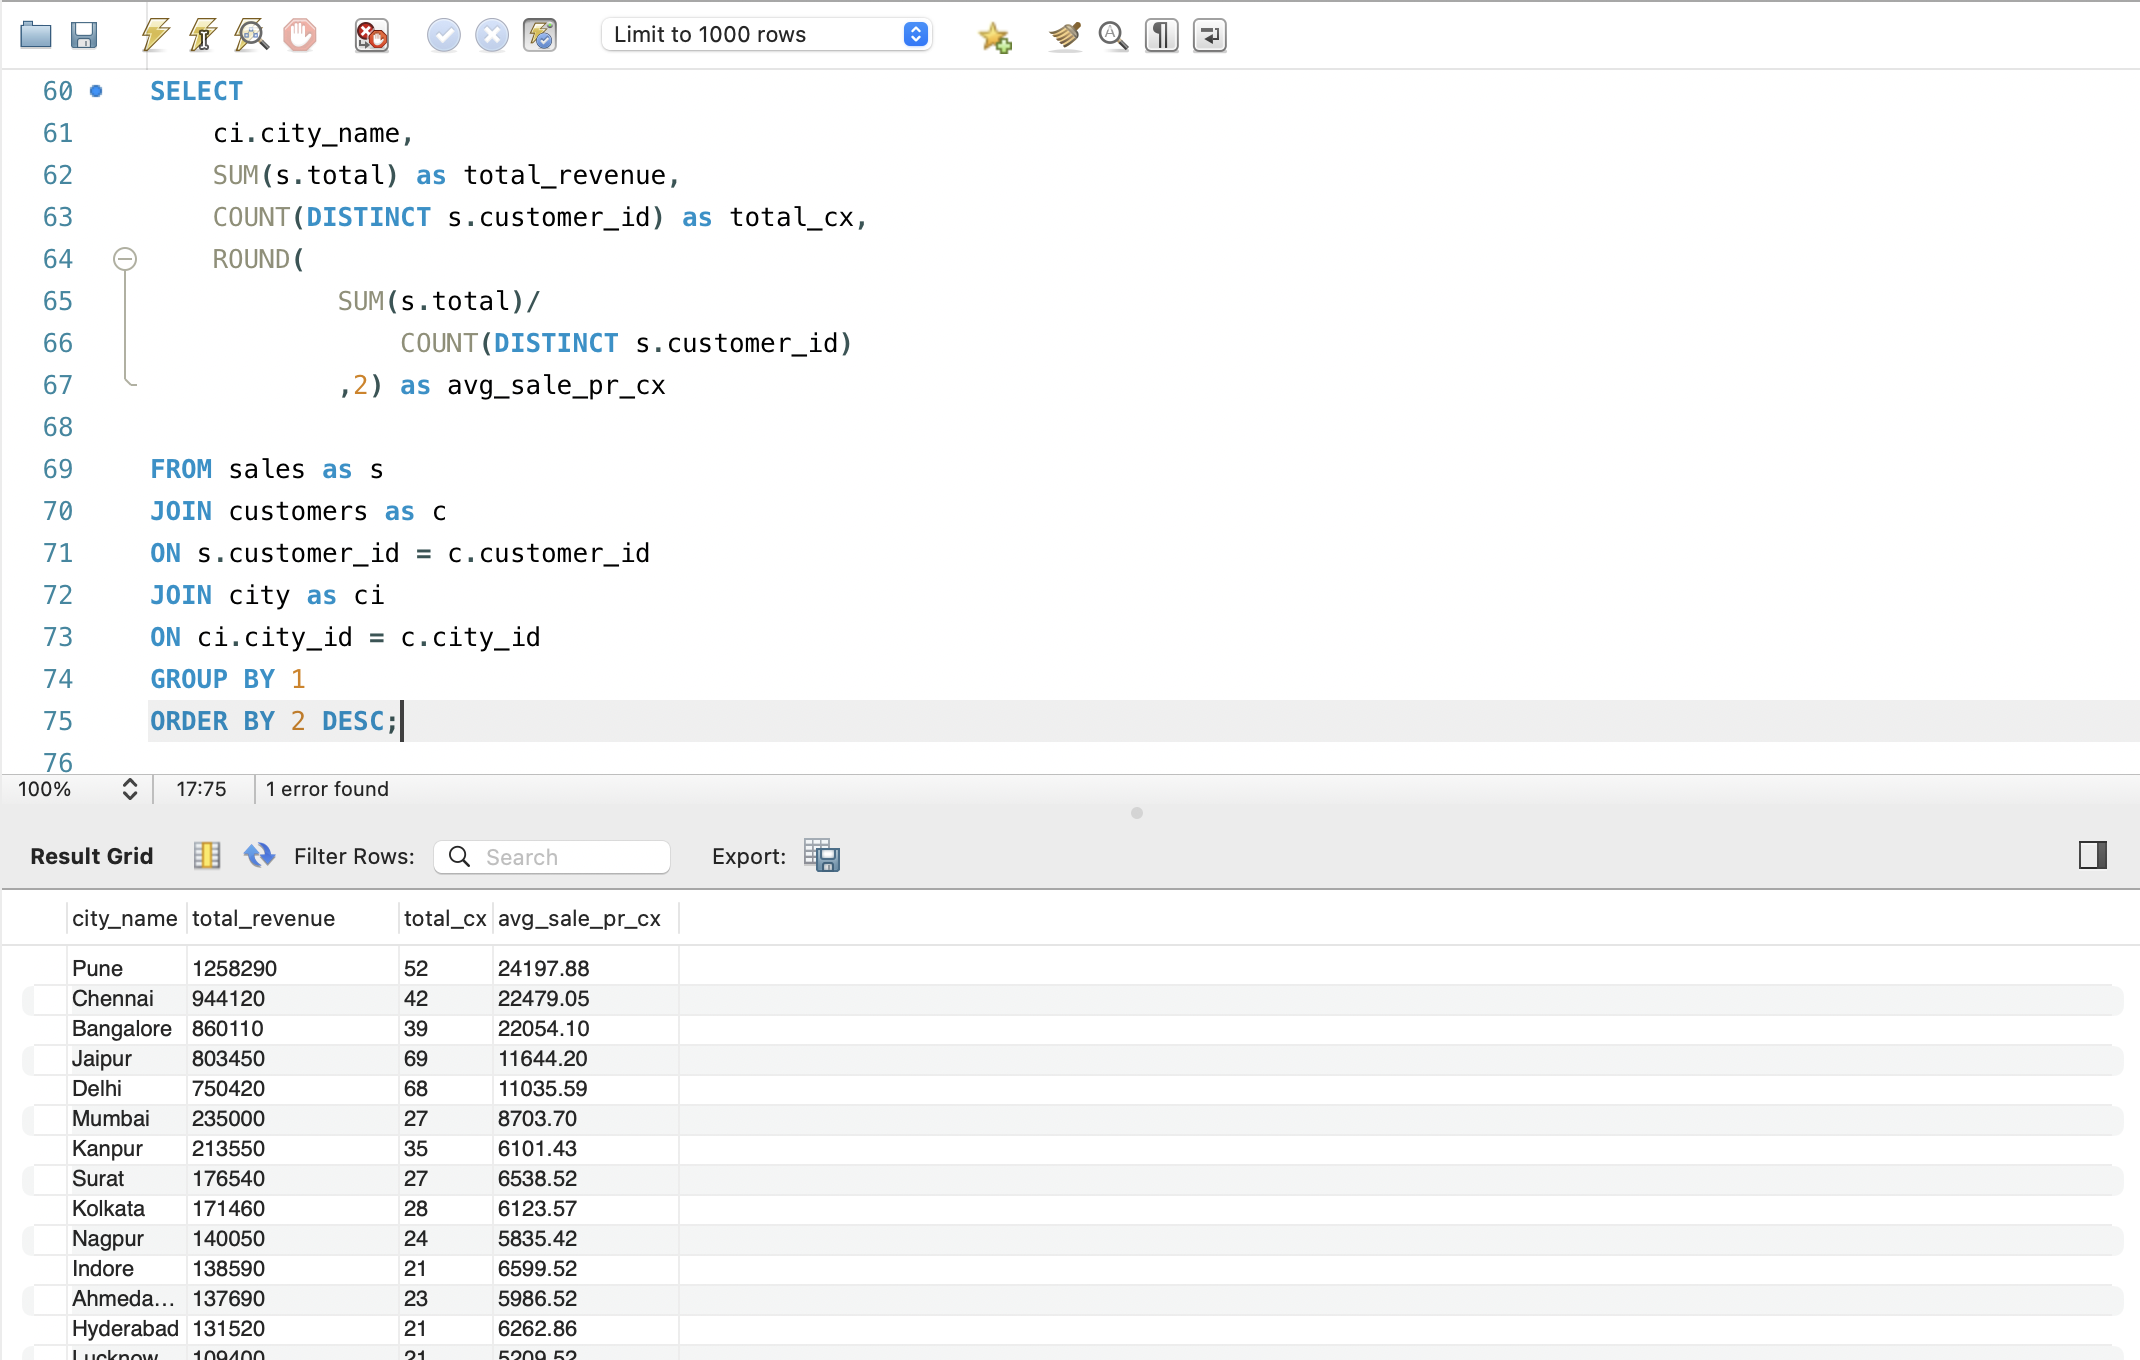 Limit to 1000 rows
60 SELECT
61 ci.city_name,
62 SUM(s.total) as total_revenue,
63 COUNT(DISTINCT s.customer_id) as total_cx,
64 ROUND(
65 SUM(s.total)/
66 COUNT(DISTINCT s.customer_id)
67 ,2) as avg_sale_pr_cx
68
69 FROM sales as s
70 JOIN customers as c
71 ON s.customer_id = c.customer_id
72 JOIN city as ci
73 ON ci.city_id = c.city_id
74 GROUP BY 1
75 ORDER BY 2 DESC;
76
100% 17:75 1 error found
Result Grid Filter Rows: Search Export:
city_name total_revenue total_cx avg_sale_pr_cx
Pune 1258290 52 24197.88
Chennai 944120 42 22479.05
Bangalore 860110 39 22054.10
Jaipur 803450 69 11644.20
Delhi 750420 68 11035.59
Mumbai 235000 27 8703.70
Kanpur 213550 35 6101.43
Surat 176540 27 6538.52
Kolkata 171460 28 6123.57
Nagpur 140050 24 5835.42
Indore 138590 21 6599.52
Ahmeda... 137690 23 5986.52
Hyderabad 131520 21 6262.86
Lucknow 109400 21 5209.52